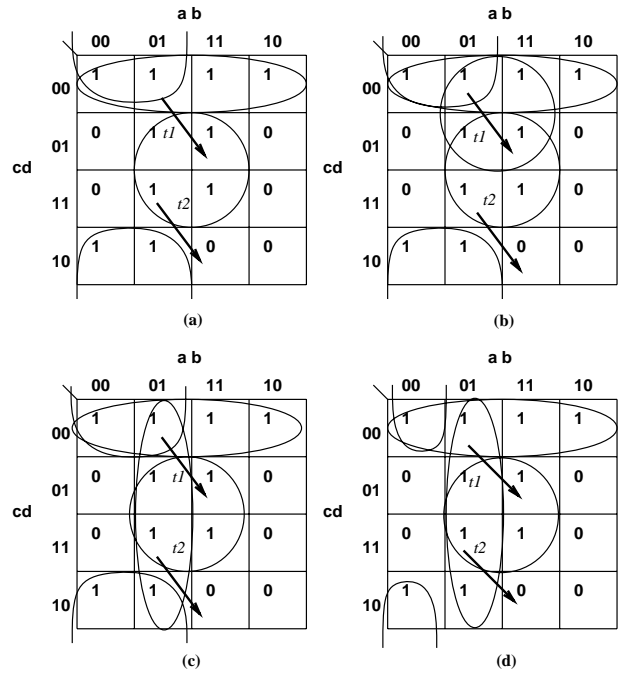 a b a b
00 01 11 10 00 01 11 10
00 1 1 1 1 00 1 1 1 1
01 0 1 t1 1 0 01 0 1 t1 1 0
cd cd
11 0 1 t2 1 0 11 0 1 t2 1 0
10 1 1 0 0 10 1 1 0 0
(a) (b)
a b a b
00 01 11 10 00 01 11 10
00 1 1 1 1 00 1 1 1 1
01 0 1 t1 1 0 01 0 1 t1 1 0
cd cd
11 0 1 t2 1 0 11 0 1 t2 1 0
10 1 1 0 0 10 1 1 0 0
(c) (d)